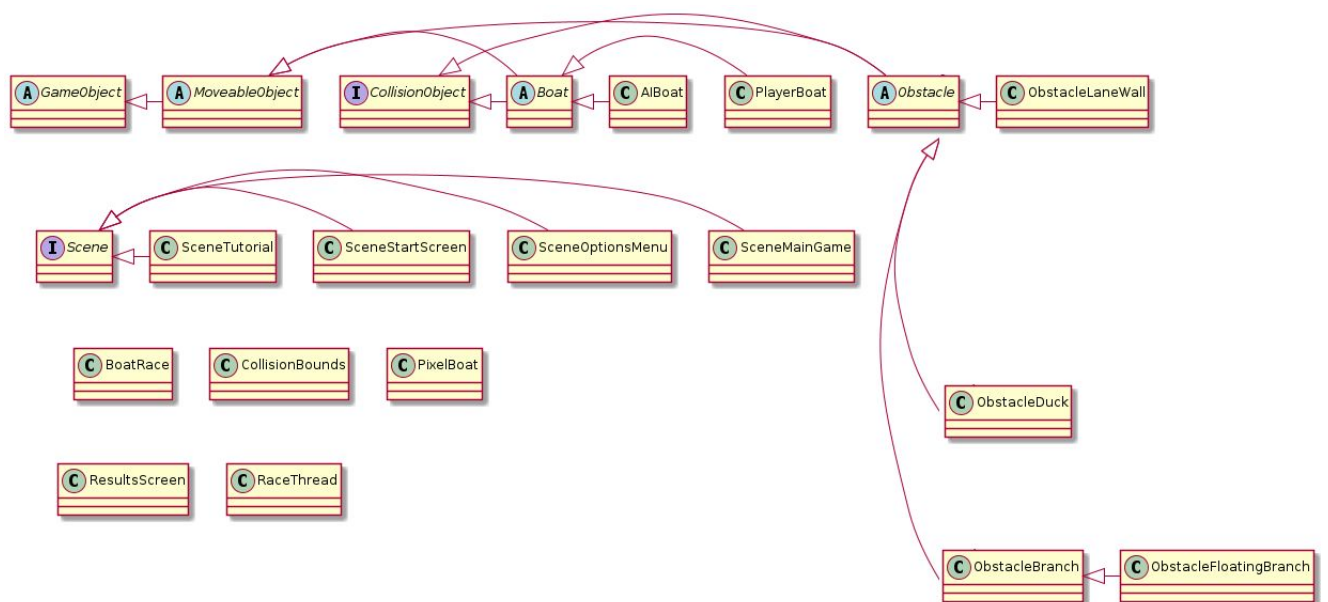 A GameObject
A MoveableObject
I CollisionObject
A Boat
C AIBoat
C PlayerBoat
A Obstacle
C ObstacleLaneWall
I Scene
C SceneTutorial
C SceneStartScreen
C SceneOptionsMenu
C SceneMainGame
C BoatRace
C CollisionBounds
C PixelBoat
C ObstacleDuck
C ResultsScreen
C RaceThread
C ObstacleBranch
C ObstacleFloatingBranch